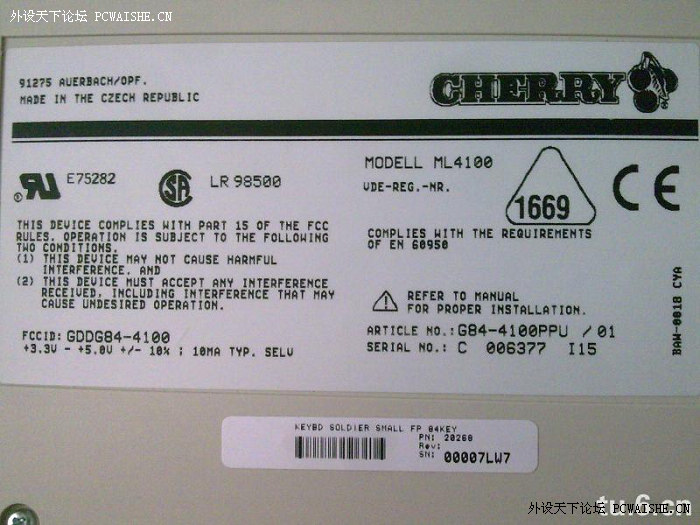 外设天下论坛 PCWAISHE.CN
91275 AUERBACH/OPF.
MADE IN THE CZECH REPUBLIC
CHERRY
E75282
LR 98500
MODELL ML4100
VDE-REG.-NR.
1669
CE
THIS DEVICE COMPLIES WITH PART 15 OF THE FCC
RULES. OPERATION IS SUBJECT TO THE FOLLOWING
TWO CONDITIONS.
(1) THIS DEVICE MAY NOT CAUSE HARMFUL
INTERFERENCE, AND
(2) THIS DEVICE MUST ACCEPT ANY INTERFERENCE
RECEIVED, INCLUDING INTERFERENCE THAT MAY
CAUSE UNDESIRED OPERATION.
FCCID: GDDG84-4100
+3.3V - +5.0V +/- 10% ; 10MA TYP. SELV
COMPLIES WITH THE REQUIREMENTS
OF EN 60950
REFER TO MANUAL
FOR PROPER INSTALLATION.
ARTICLE NO.: G84-4100PPU / 01
SERIAL NO.: C 006377 I15
BAW-0018 CYA
KEYBD SOLDIER SMALL FP 84KEY
PN: 20268
Rev:
SN: 00007LW7
tu.6.cn
外设天下论坛 PCWAISHE.CN